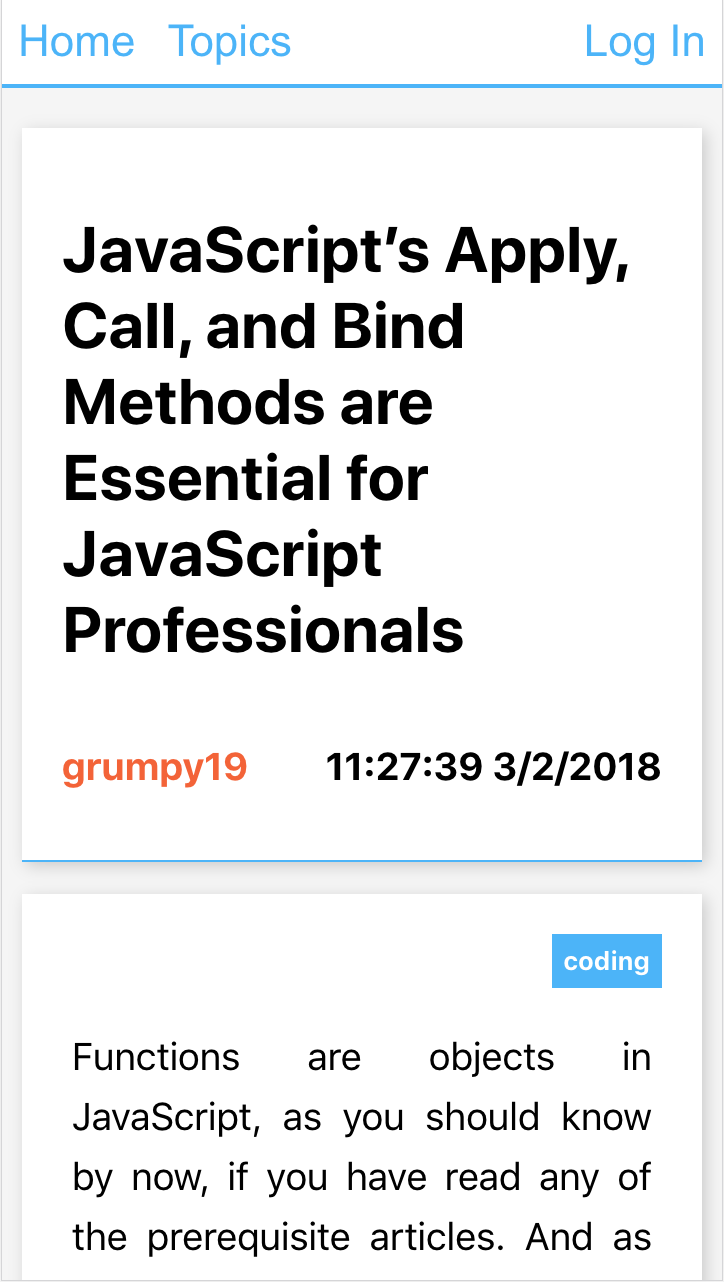 Home Topics Log In
JavaScript’s Apply,
Call, and Bind
Methods are
Essential for
JavaScript
Professionals
grumpy19 11:27:39 3/2/2018
coding
Functions are objects in
JavaScript, as you should know
by now, if you have read any of
the prerequisite articles. And as